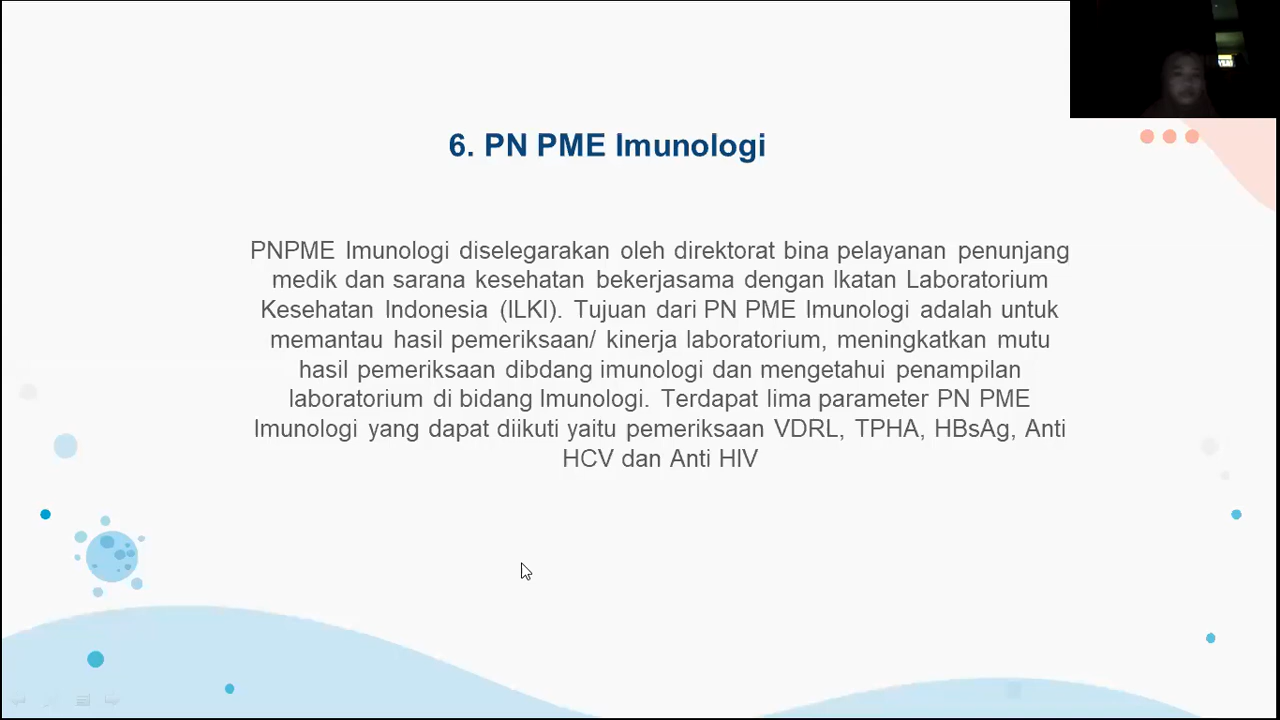 6. PN PME Imunologi
PNPME Imunologi diselegarakan oleh direktorat bina pelayanan penunjang
medik dan sarana kesehatan bekerjasama dengan Ikatan Laboratorium
Kesehatan Indonesia (ILKI). Tujuan dari PN PME Imunologi adalah untuk
memantau hasil pemeriksaan/ kinerja laboratorium, meningkatkan mutu
hasil pemeriksaan dibdang imunologi dan mengetahui penampilan
laboratorium di bidang Imunologi. Terdapat lima parameter PN PME
Imunologi yang dapat diikuti yaitu pemeriksaan VDRL, TPHA, HBsAg, Anti
HCV dan Anti HIV